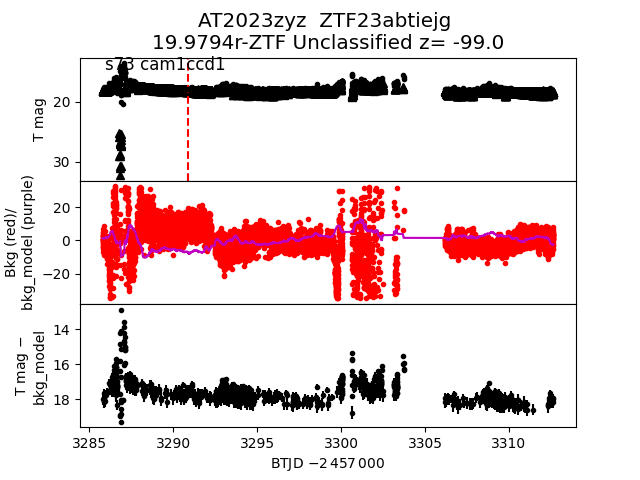 AT2023zyz  ZTF23abtiejg
19.9794r-ZTF Unclassified z= -99.0
s73 cam1ccd1
T mag
20
30
Bkg (red)/
bkg_model (purple)
20
0
−20
T mag −
bkg_model
14
16
18
3285 3290 3295 3300 3305 3310
BTJD −2 457 000